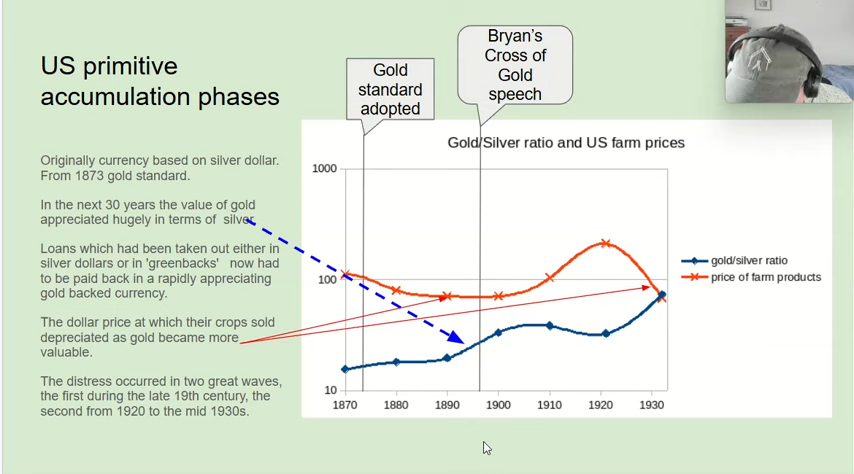 US primitive
accumulation phases
Originally currency based on silver dollar.
From 1873 gold standard.
In the next 30 years the value of gold
appreciated hugely in terms of silver.
Loans which had been taken out either in
silver dollars or in 'greenbacks' now had
to be paid back in a rapidly appreciating
gold backed currency.
The dollar price at which their crops sold
depreciated as gold became more
valuable.
The distress occurred in two great waves,
the first during the late 19th century, the
second from 1920 to the mid 1930s.
Gold
standard
adopted
Bryan's
Cross of
Gold
speech
Gold/Silver ratio and US farm prices
1000
100
10
1870 1880 1890 1900 1910 1920 1930
gold/silver ratio
price of farm products